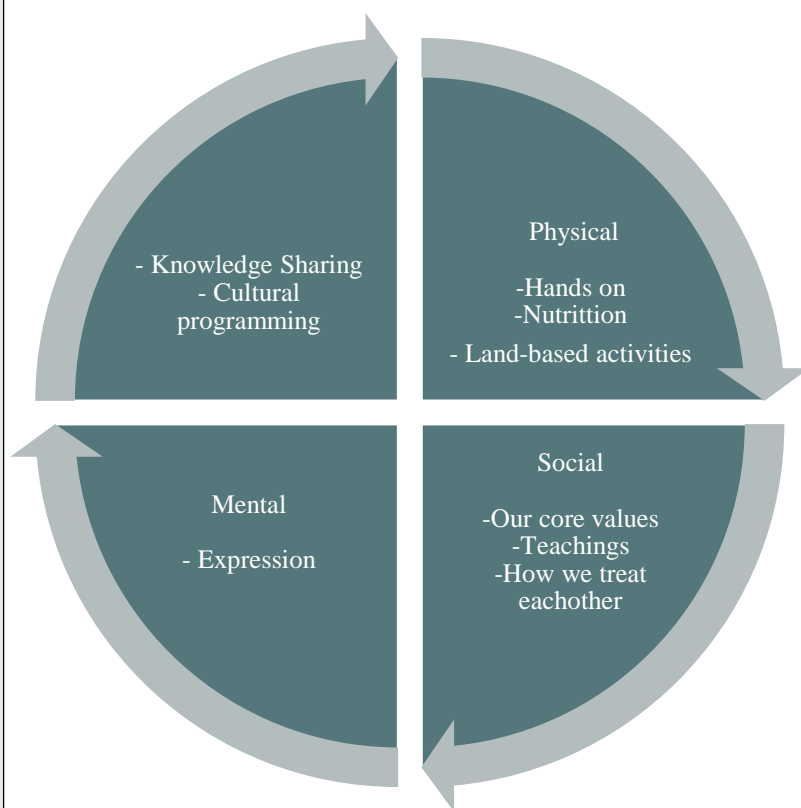 - Knowledge Sharing
- Cultural
programming
Physical
-Hands on
-Nutrittion
- Land-based activities
Mental
- Expression
Social
-Our core values
-Teachings
-How we treat
eachother